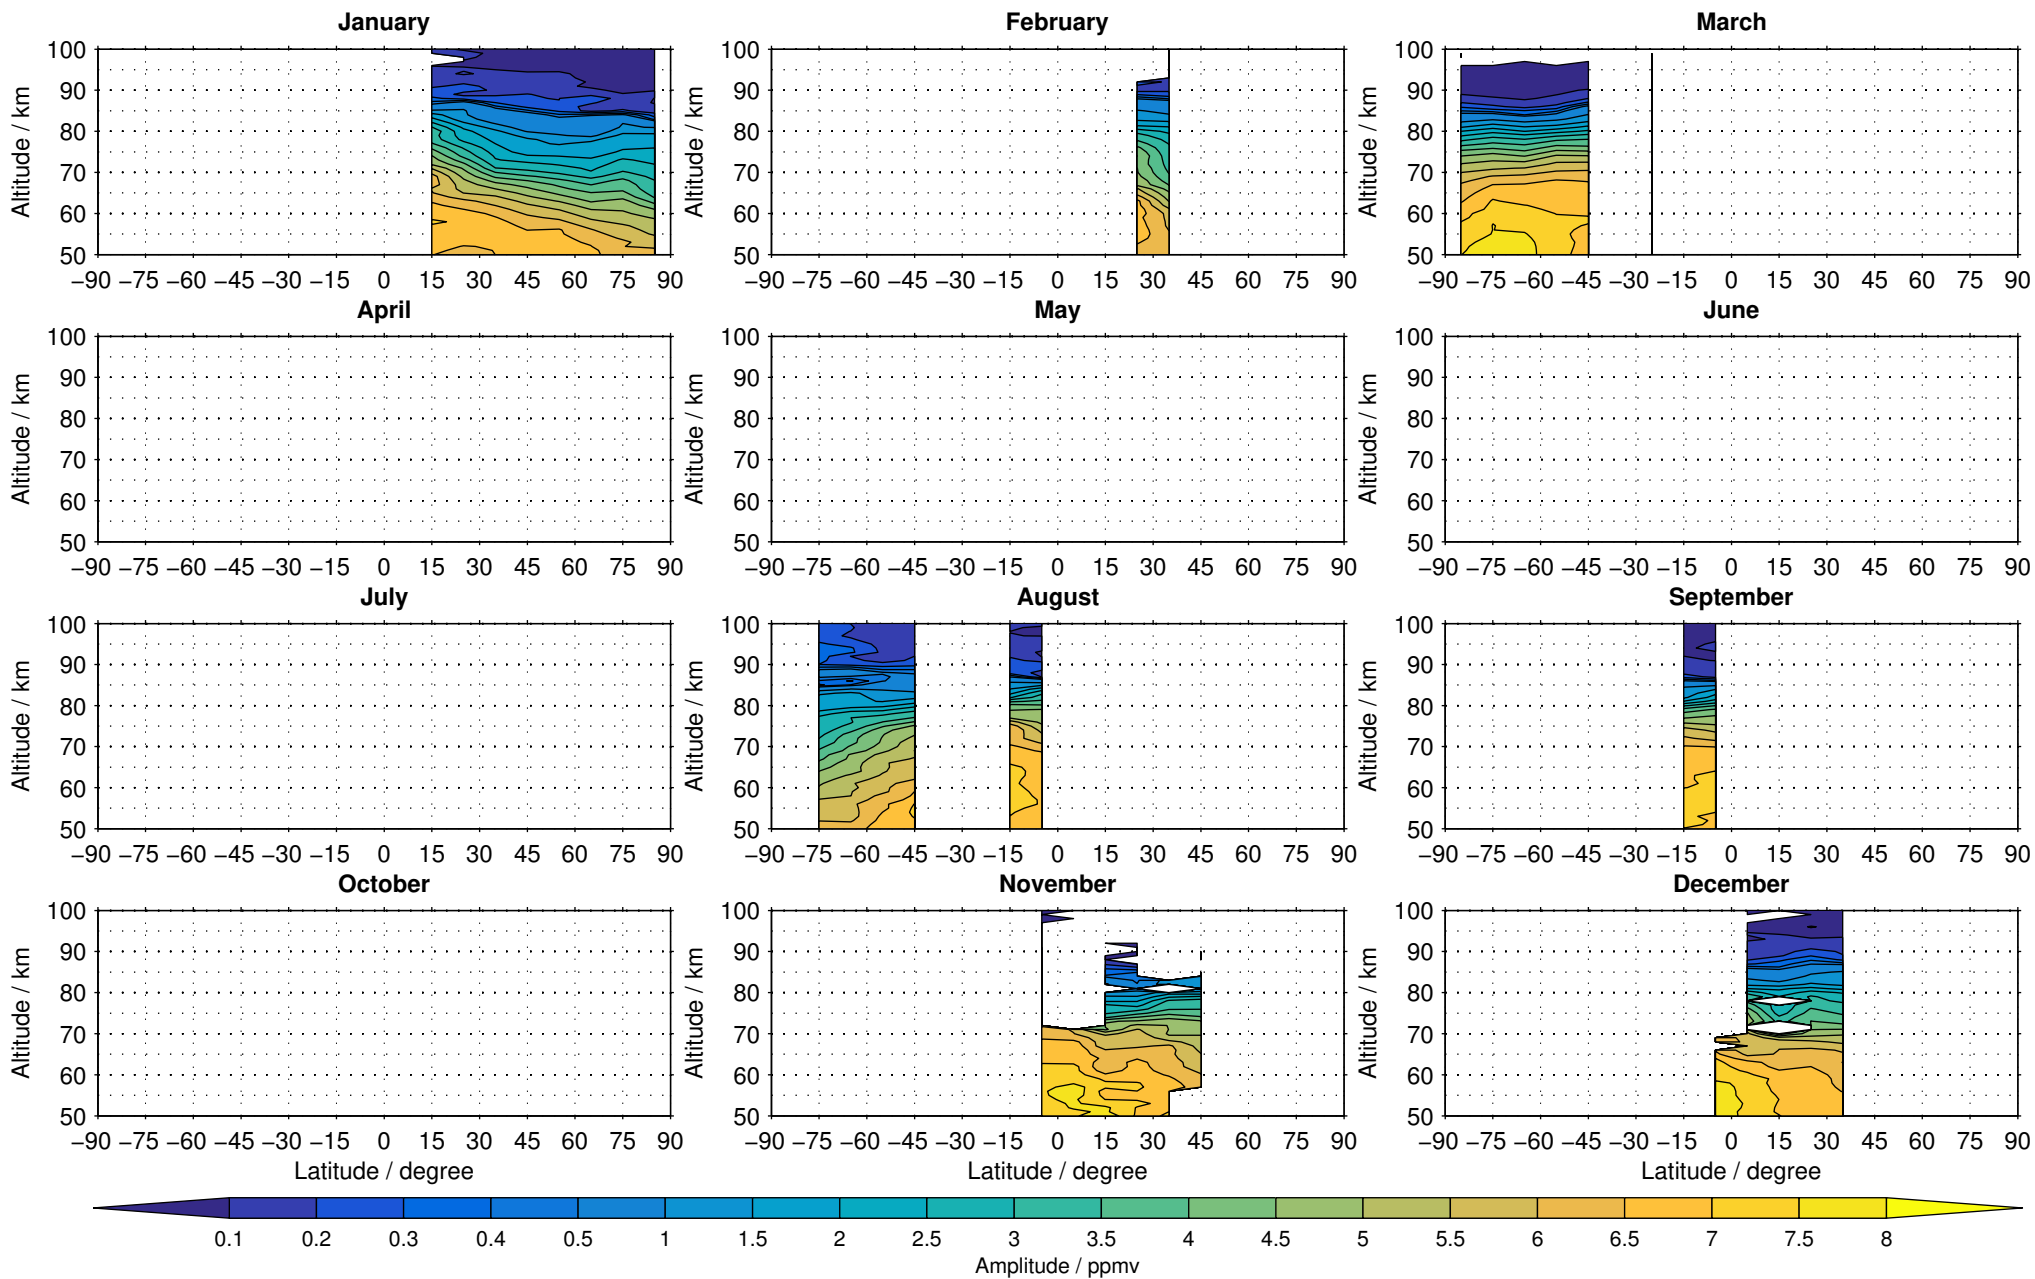 January February March
100 100 100
90 90 90
80 80 80
70 70 70
60 60 60
50 50 50
Altitude / km Altitude / km Altitude / km
−90 −75 −60 −45 −30 −15 0 15 30 45 60 75 90 −90 −75 −60 −45 −30 −15 0 15 30 45 60 75 90 −90 −75 −60 −45 −30 −15 0 15 30 45 60 75 90
April May June
100 100 100
90 90 90
80 80 80
70 70 70
60 60 60
50 50 50
Altitude / km Altitude / km Altitude / km
−90 −75 −60 −45 −30 −15 0 15 30 45 60 75 90 −90 −75 −60 −45 −30 −15 0 15 30 45 60 75 90 −90 −75 −60 −45 −30 −15 0 15 30 45 60 75 90
July August September
100 100 100
90 90 90
80 80 80
70 70 70
60 60 60
50 50 50
Altitude / km Altitude / km Altitude / km
−90 −75 −60 −45 −30 −15 0 15 30 45 60 75 90 −90 −75 −60 −45 −30 −15 0 15 30 45 60 75 90 −90 −75 −60 −45 −30 −15 0 15 30 45 60 75 90
October November December
100 100 100
90 90 90
80 80 80
70 70 70
60 60 60
50 50 50
Altitude / km Altitude / km Altitude / km
−90 −75 −60 −45 −30 −15 0 15 30 45 60 75 90 −90 −75 −60 −45 −30 −15 0 15 30 45 60 75 90 −90 −75 −60 −45 −30 −15 0 15 30 45 60 75 90
Latitude / degree Latitude / degree Latitude / degree
0.1 0.2 0.3 0.4 0.5 1 1.5 2 2.5 3 3.5 4 4.5 5 5.5 6 6.5 7 7.5 8
Amplitude / ppmv